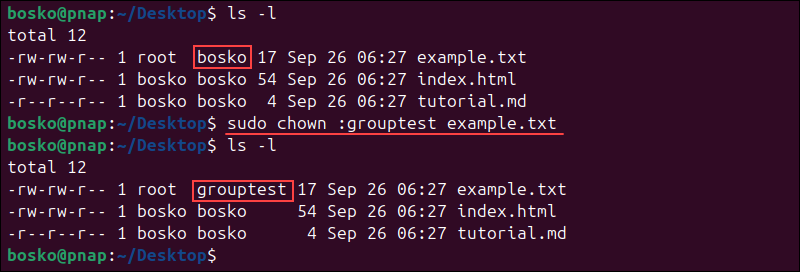 bosko@pnap:~/Desktop$ ls -l
total 12
-rw-rw-r-- 1 root  bosko 17 Sep 26 06:27 example.txt
-rw-rw-r-- 1 bosko bosko 54 Sep 26 06:27 index.html
-r--r--r-- 1 bosko bosko  4 Sep 26 06:27 tutorial.md
bosko@pnap:~/Desktop$ sudo chown :grouptest example.txt
bosko@pnap:~/Desktop$ ls -l
total 12
-rw-rw-r-- 1 root  grouptest 17 Sep 26 06:27 example.txt
-rw-rw-r-- 1 bosko bosko     54 Sep 26 06:27 index.html
-r--r--r-- 1 bosko bosko      4 Sep 26 06:27 tutorial.md
bosko@pnap:~/Desktop$